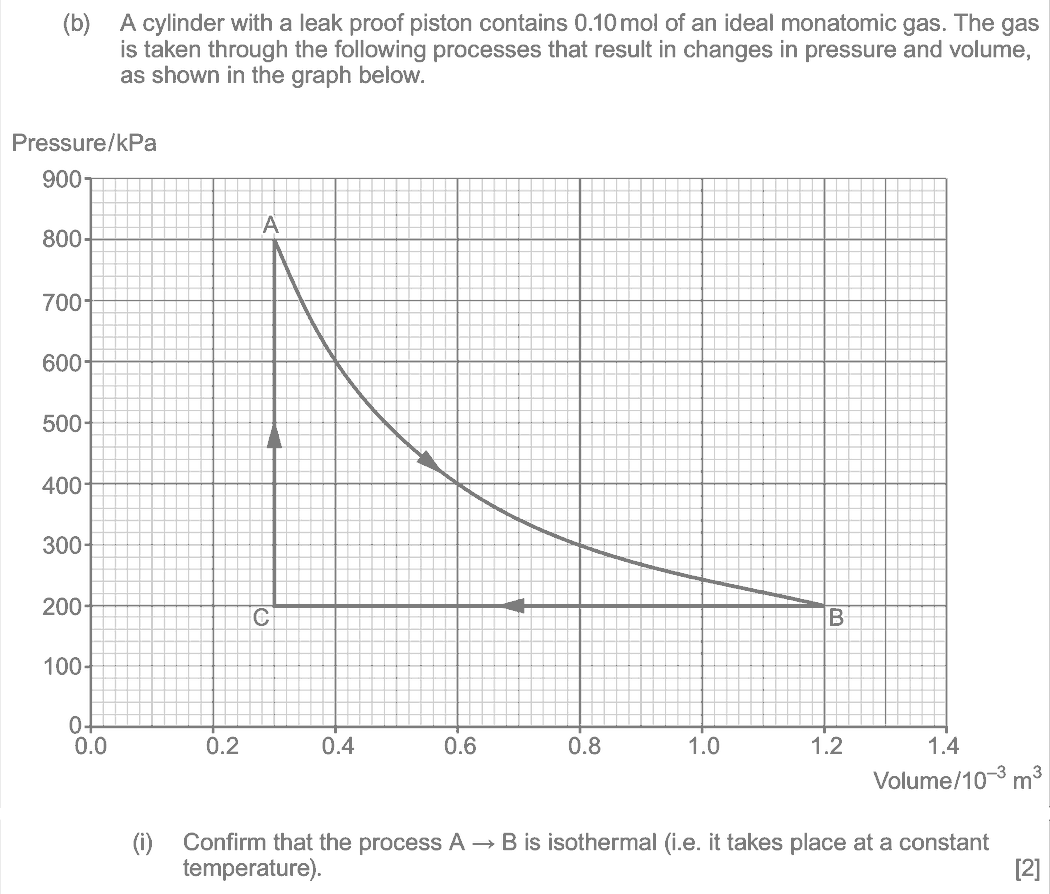 (b) A cylinder with a leak proof piston contains 0.10 mol of an ideal monatomic gas. The gas
is taken through the following processes that result in changes in pressure and volume,
as shown in the graph below.
Pressure/kPa
900
A
800
700
600
500
400
300
200
C
B
100
0
0.0 0.2 0.4 0.6 0.8 1.0 1.2 1.4
Volume/10⁻³ m³
(i) Confirm that the process A → B is isothermal (i.e. it takes place at a constant
temperature). [2]